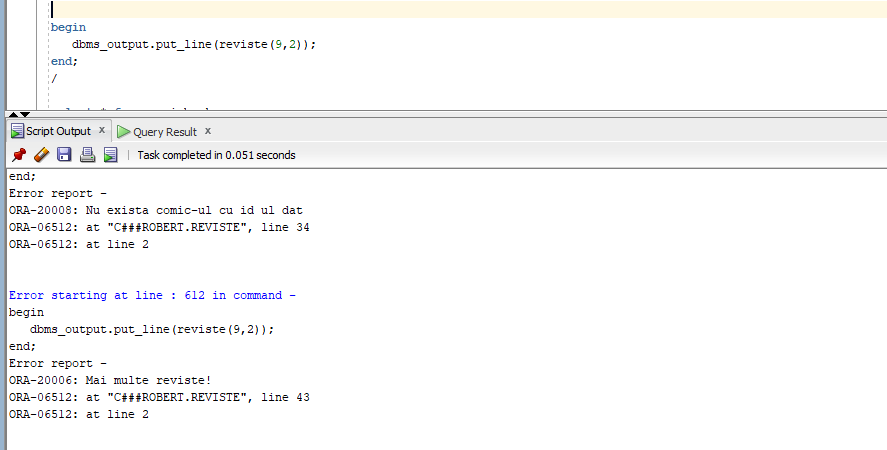 begin
dbms_output.put_line(reviste(9,2));
end;
/
Script Output x Query Result x
Task completed in 0.051 seconds
end;
Error report -
ORA-20008: Nu exista comic-ul cu id ul dat
ORA-06512: at "C###ROBERT.REVISTE", line 34
ORA-06512: at line 2
Error starting at line : 612 in command -
begin
dbms_output.put_line(reviste(9,2));
end;
Error report -
ORA-20006: Mai multe reviste!
ORA-06512: at "C###ROBERT.REVISTE", line 43
ORA-06512: at line 2